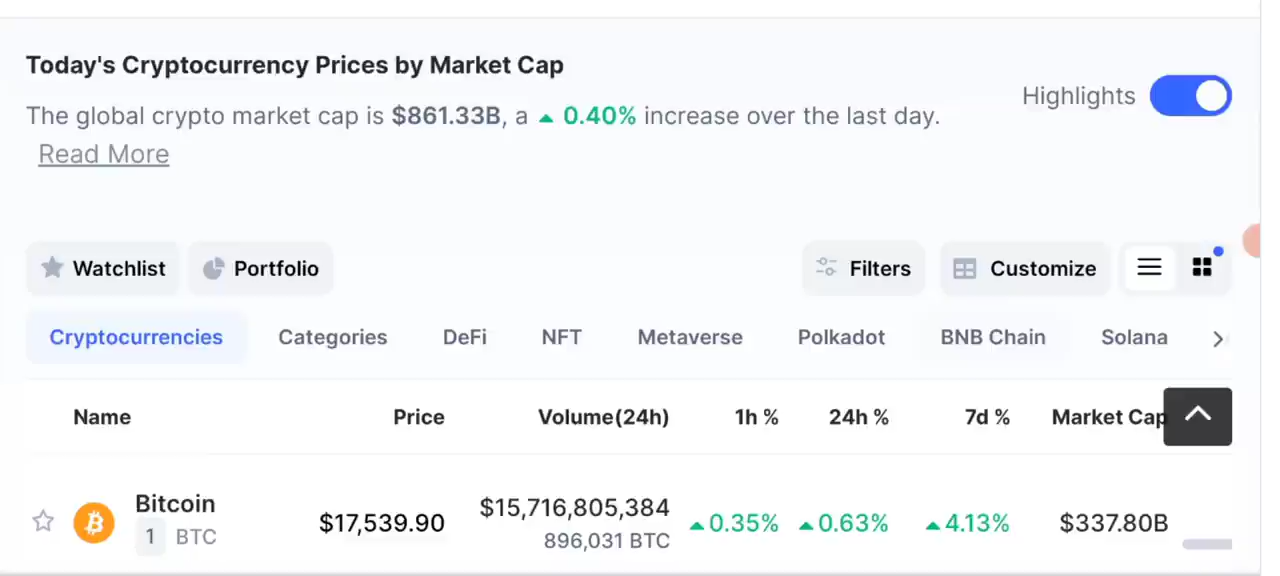 Today's Cryptocurrency Prices by Market Cap
Highlights
The global crypto market cap is $861.33B, a 0.40% increase over the last day.
Read More
Watchlist Portfolio Filters Customize
Cryptocurrencies Categories DeFi NFT Metaverse Polkadot BNB Chain Solana
Name Price Volume(24h) 1h % 24h % 7d % Market Cap
Bitcoin
1 BTC
$17,539.90
$15,716,805,384
896,031 BTC
0.35% 0.63% 4.13% $337.80B